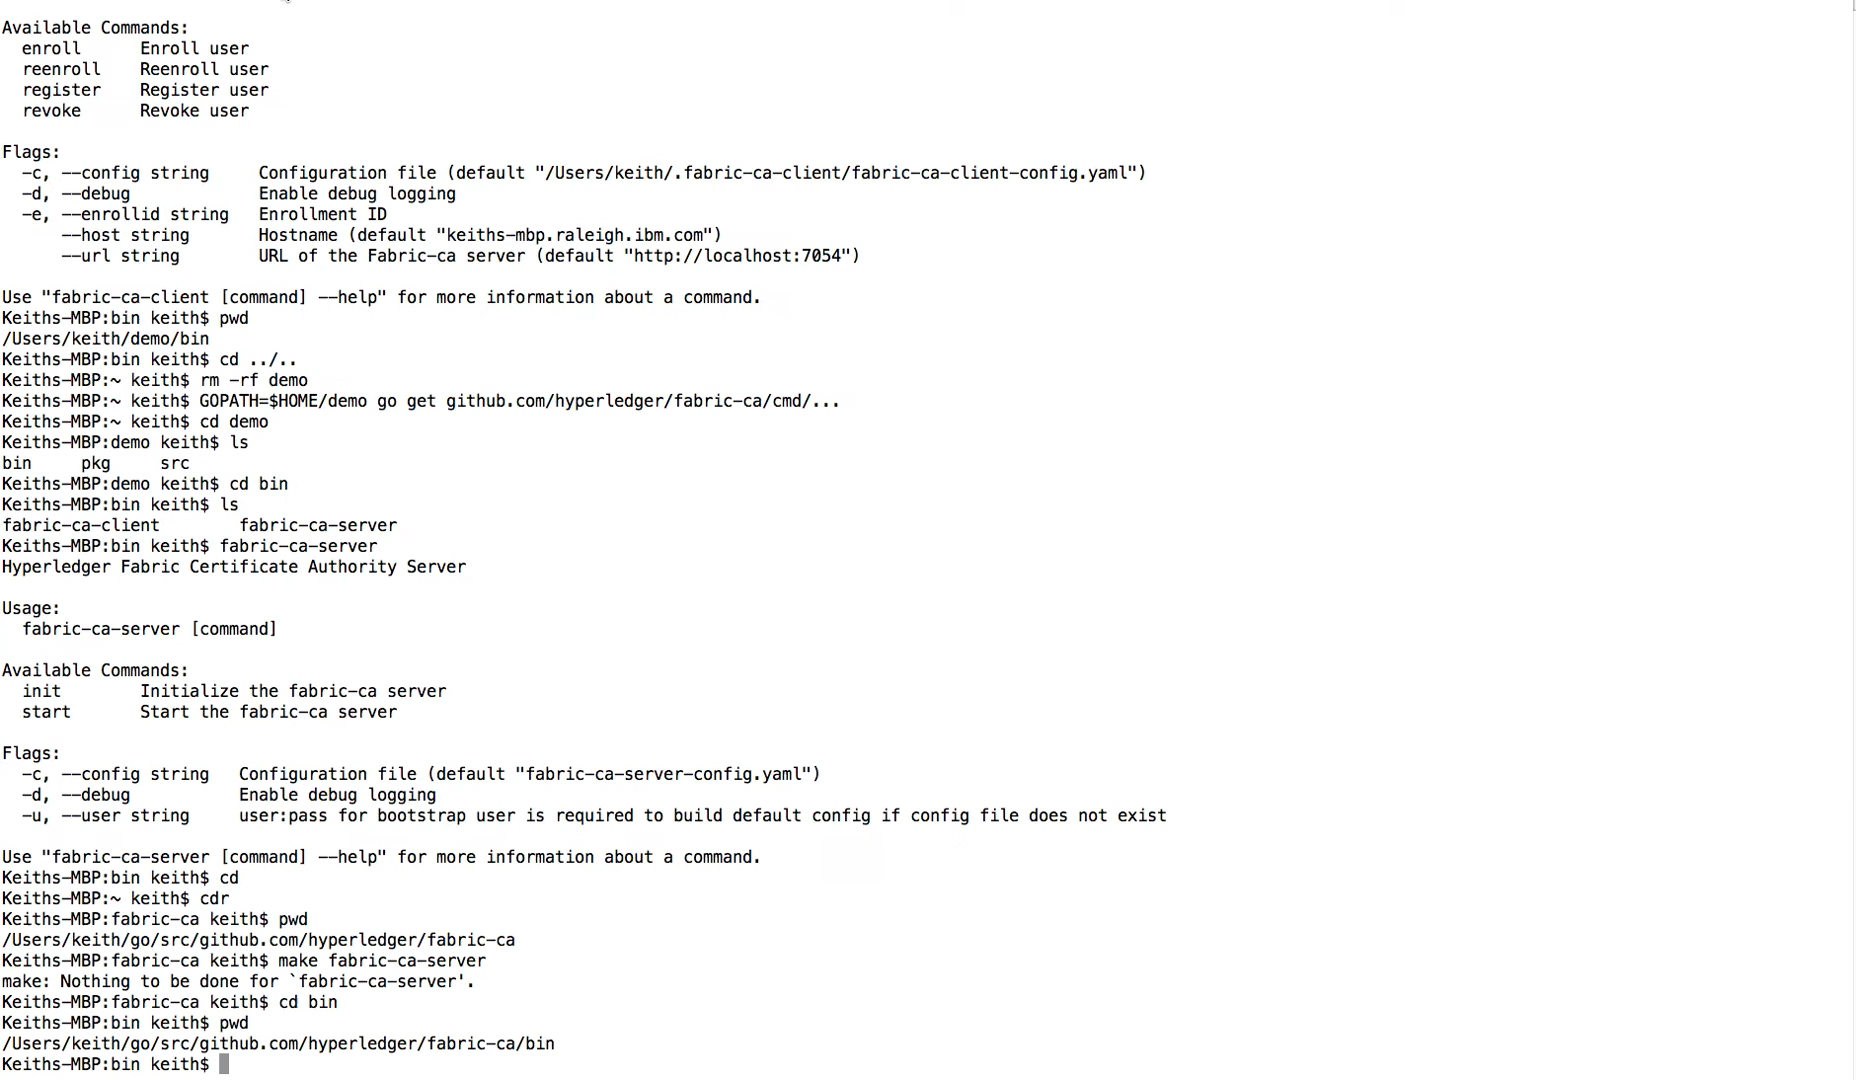 Available Commands:
  enroll      Enroll user
  reenroll    Reenroll user
  register    Register user
  revoke      Revoke user
Flags:
  -c, --config string     Configuration file (default "/Users/keith/.fabric-ca-client/fabric-ca-client-config.yaml")
  -d, --debug             Enable debug logging
  -e, --enrollid string   Enrollment ID
      --host string       Hostname (default "keiths-mbp.raleigh.ibm.com")
      --url string        URL of the Fabric-ca server (default "http://localhost:7054")
Use "fabric-ca-client [command] --help" for more information about a command.
Keiths-MBP:bin keith$ pwd
/Users/keith/demo/bin
Keiths-MBP:bin keith$ cd ../..
Keiths-MBP:~ keith$ rm -rf demo
Keiths-MBP:~ keith$ GOPATH=$HOME/demo go get github.com/hyperledger/fabric-ca/cmd/...
Keiths-MBP:~ keith$ cd demo
Keiths-MBP:demo keith$ ls
bin     pkg     src
Keiths-MBP:demo keith$ cd bin
Keiths-MBP:bin keith$ ls
fabric-ca-client        fabric-ca-server
Keiths-MBP:bin keith$ fabric-ca-server
Hyperledger Fabric Certificate Authority Server
Usage:
  fabric-ca-server [command]
Available Commands:
  init        Initialize the fabric-ca server
  start       Start the fabric-ca server
Flags:
  -c, --config string   Configuration file (default "fabric-ca-server-config.yaml")
  -d, --debug           Enable debug logging
  -u, --user string     user:pass for bootstrap user is required to build default config if config file does not exist
Use "fabric-ca-server [command] --help" for more information about a command.
Keiths-MBP:bin keith$ cd
Keiths-MBP:~ keith$ cdr
Keiths-MBP:fabric-ca keith$ pwd
/Users/keith/go/src/github.com/hyperledger/fabric-ca
Keiths-MBP:fabric-ca keith$ make fabric-ca-server
make: Nothing to be done for `fabric-ca-server'.
Keiths-MBP:fabric-ca keith$ cd bin
Keiths-MBP:bin keith$ pwd
/Users/keith/go/src/github.com/hyperledger/fabric-ca/bin
Keiths-MBP:bin keith$